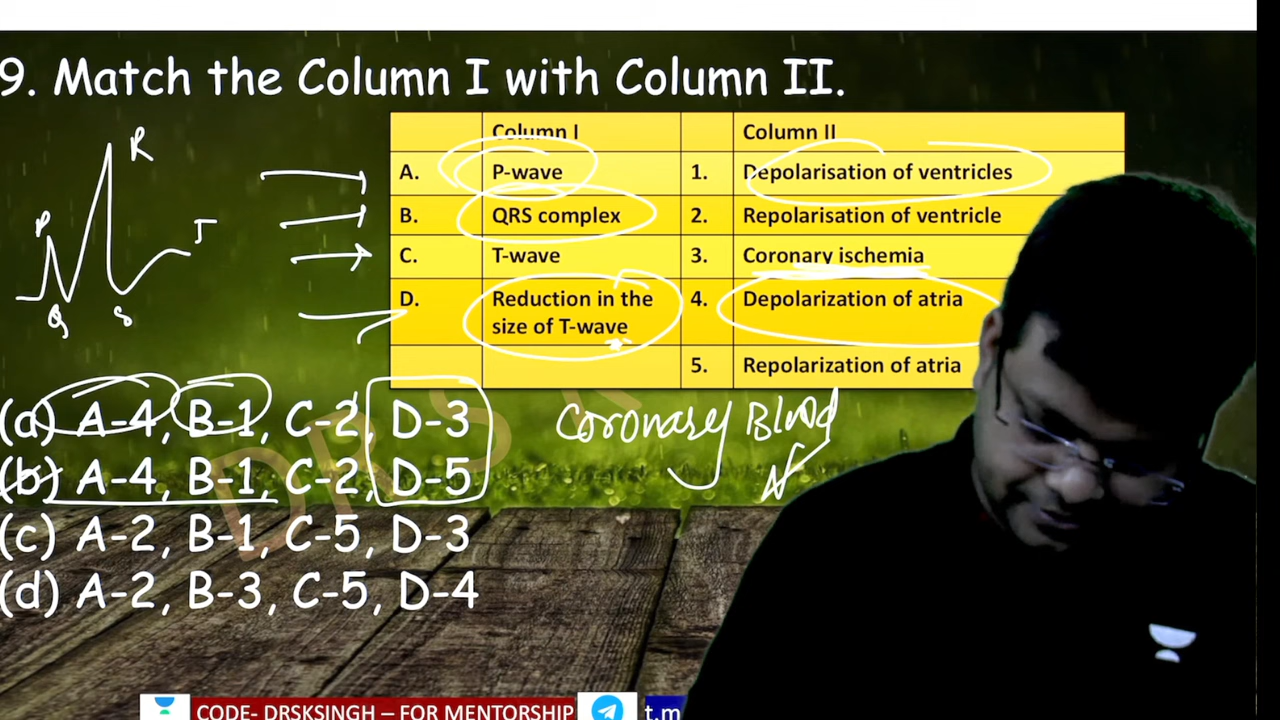 9. Match the Column I with Column II.
Column I Column II
A. P-wave 1. Depolarisation of ventricles
B. QRS complex 2. Repolarisation of ventricle
C. T-wave 3. Coronary ischemia
D. Reduction in the size of T-wave 4. Depolarization of atria
5. Repolarization of atria
R
P
T
Q S
(a) A-4, B-1, C-2, D-3
(b) A-4, B-1, C-2, D-5
(c) A-2, B-1, C-5, D-3
(d) A-2, B-3, C-5, D-4
Coronary Blood
CODE- DRSKSINGH – FOR MENTORSHIP
t.m